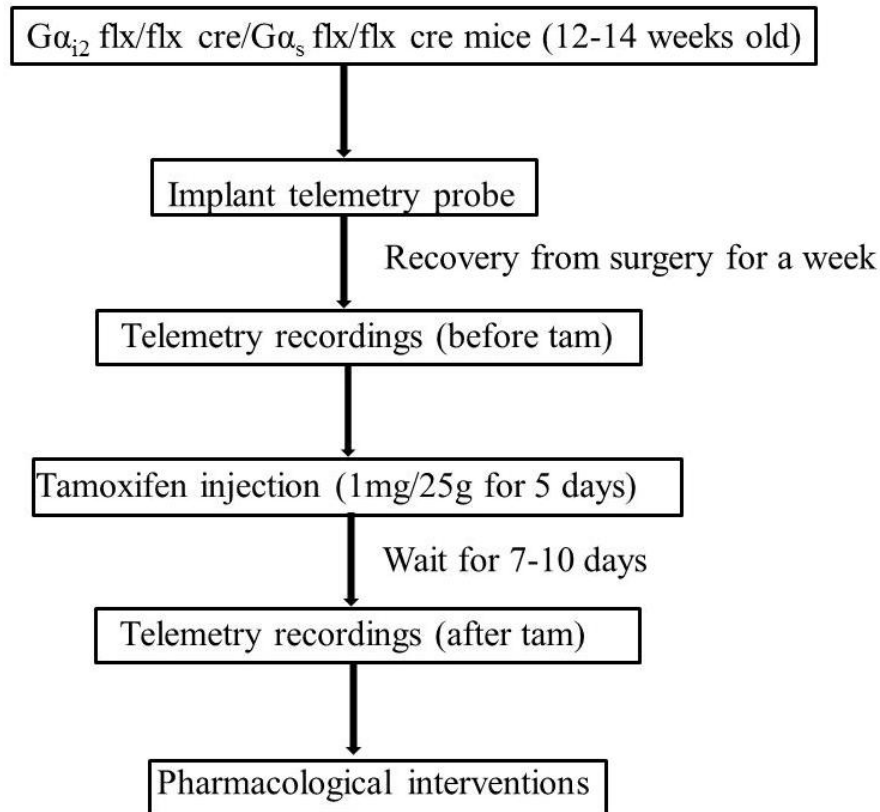 Gαi2 flx/flx cre/Gαs flx/flx cre mice (12-14 weeks old)
Implant telemetry probe
Recovery from surgery for a week
Telemetry recordings (before tam)
Tamoxifen injection (1mg/25g for 5 days)
Wait for 7-10 days
Telemetry recordings (after tam)
Pharmacological interventions